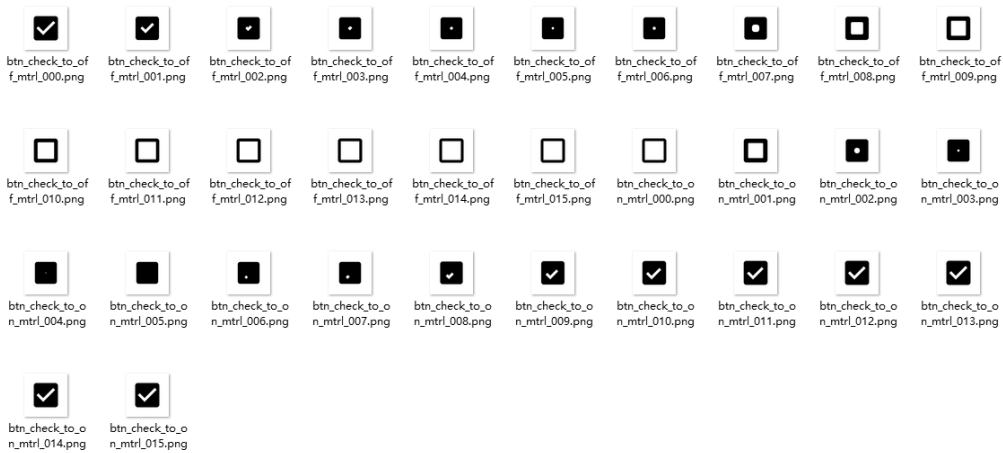 btn_check_to_of
f_mtrl_000.png
btn_check_to_of
f_mtrl_001.png
btn_check_to_of
f_mtrl_002.png
btn_check_to_of
f_mtrl_003.png
btn_check_to_of
f_mtrl_004.png
btn_check_to_of
f_mtrl_005.png
btn_check_to_of
f_mtrl_006.png
btn_check_to_of
f_mtrl_007.png
btn_check_to_of
f_mtrl_008.png
btn_check_to_of
f_mtrl_009.png
btn_check_to_of
f_mtrl_010.png
btn_check_to_of
f_mtrl_011.png
btn_check_to_of
f_mtrl_012.png
btn_check_to_of
f_mtrl_013.png
btn_check_to_of
f_mtrl_014.png
btn_check_to_of
f_mtrl_015.png
btn_check_to_o
n_mtrl_000.png
btn_check_to_o
n_mtrl_001.png
btn_check_to_o
n_mtrl_002.png
btn_check_to_o
n_mtrl_003.png
btn_check_to_o
n_mtrl_004.png
btn_check_to_o
n_mtrl_005.png
btn_check_to_o
n_mtrl_006.png
btn_check_to_o
n_mtrl_007.png
btn_check_to_o
n_mtrl_008.png
btn_check_to_o
n_mtrl_009.png
btn_check_to_o
n_mtrl_010.png
btn_check_to_o
n_mtrl_011.png
btn_check_to_o
n_mtrl_012.png
btn_check_to_o
n_mtrl_013.png
btn_check_to_o
n_mtrl_014.png
btn_check_to_o
n_mtrl_015.png